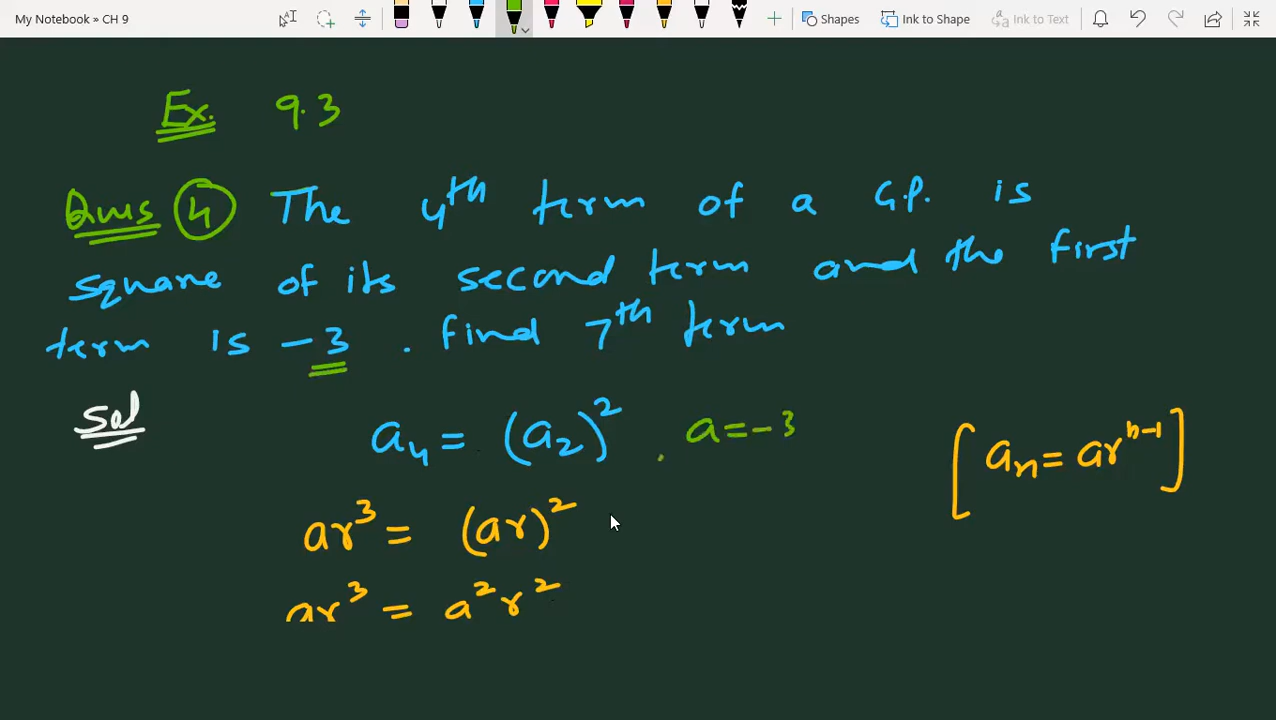 My Notebook » CH 9
Shapes
Ink to Shape
Ink to Text
Ex. 9.3
Ques 4 The 4th term of a G.P. is
square of its second term and the first
term is -3 . find 7th term
Sol
a₄ = (a₂)² . a=-3
[aₙ = arⁿ⁻¹]
ar³ = (ar)²
ar³ = a²r²